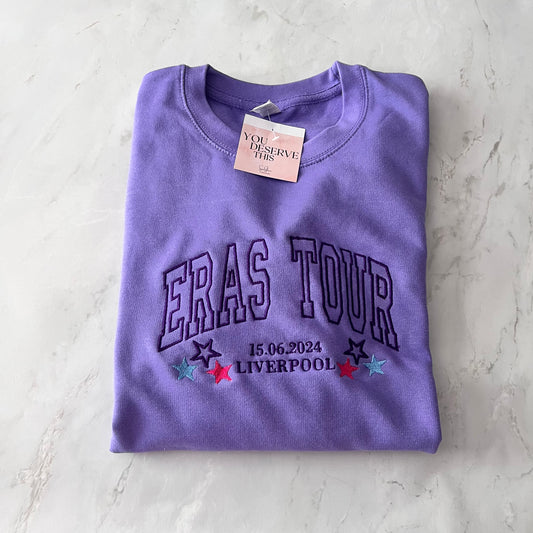 YOU
DESERVE
THIS
ERAS TOUR
15.06.2024
LIVERPOOL